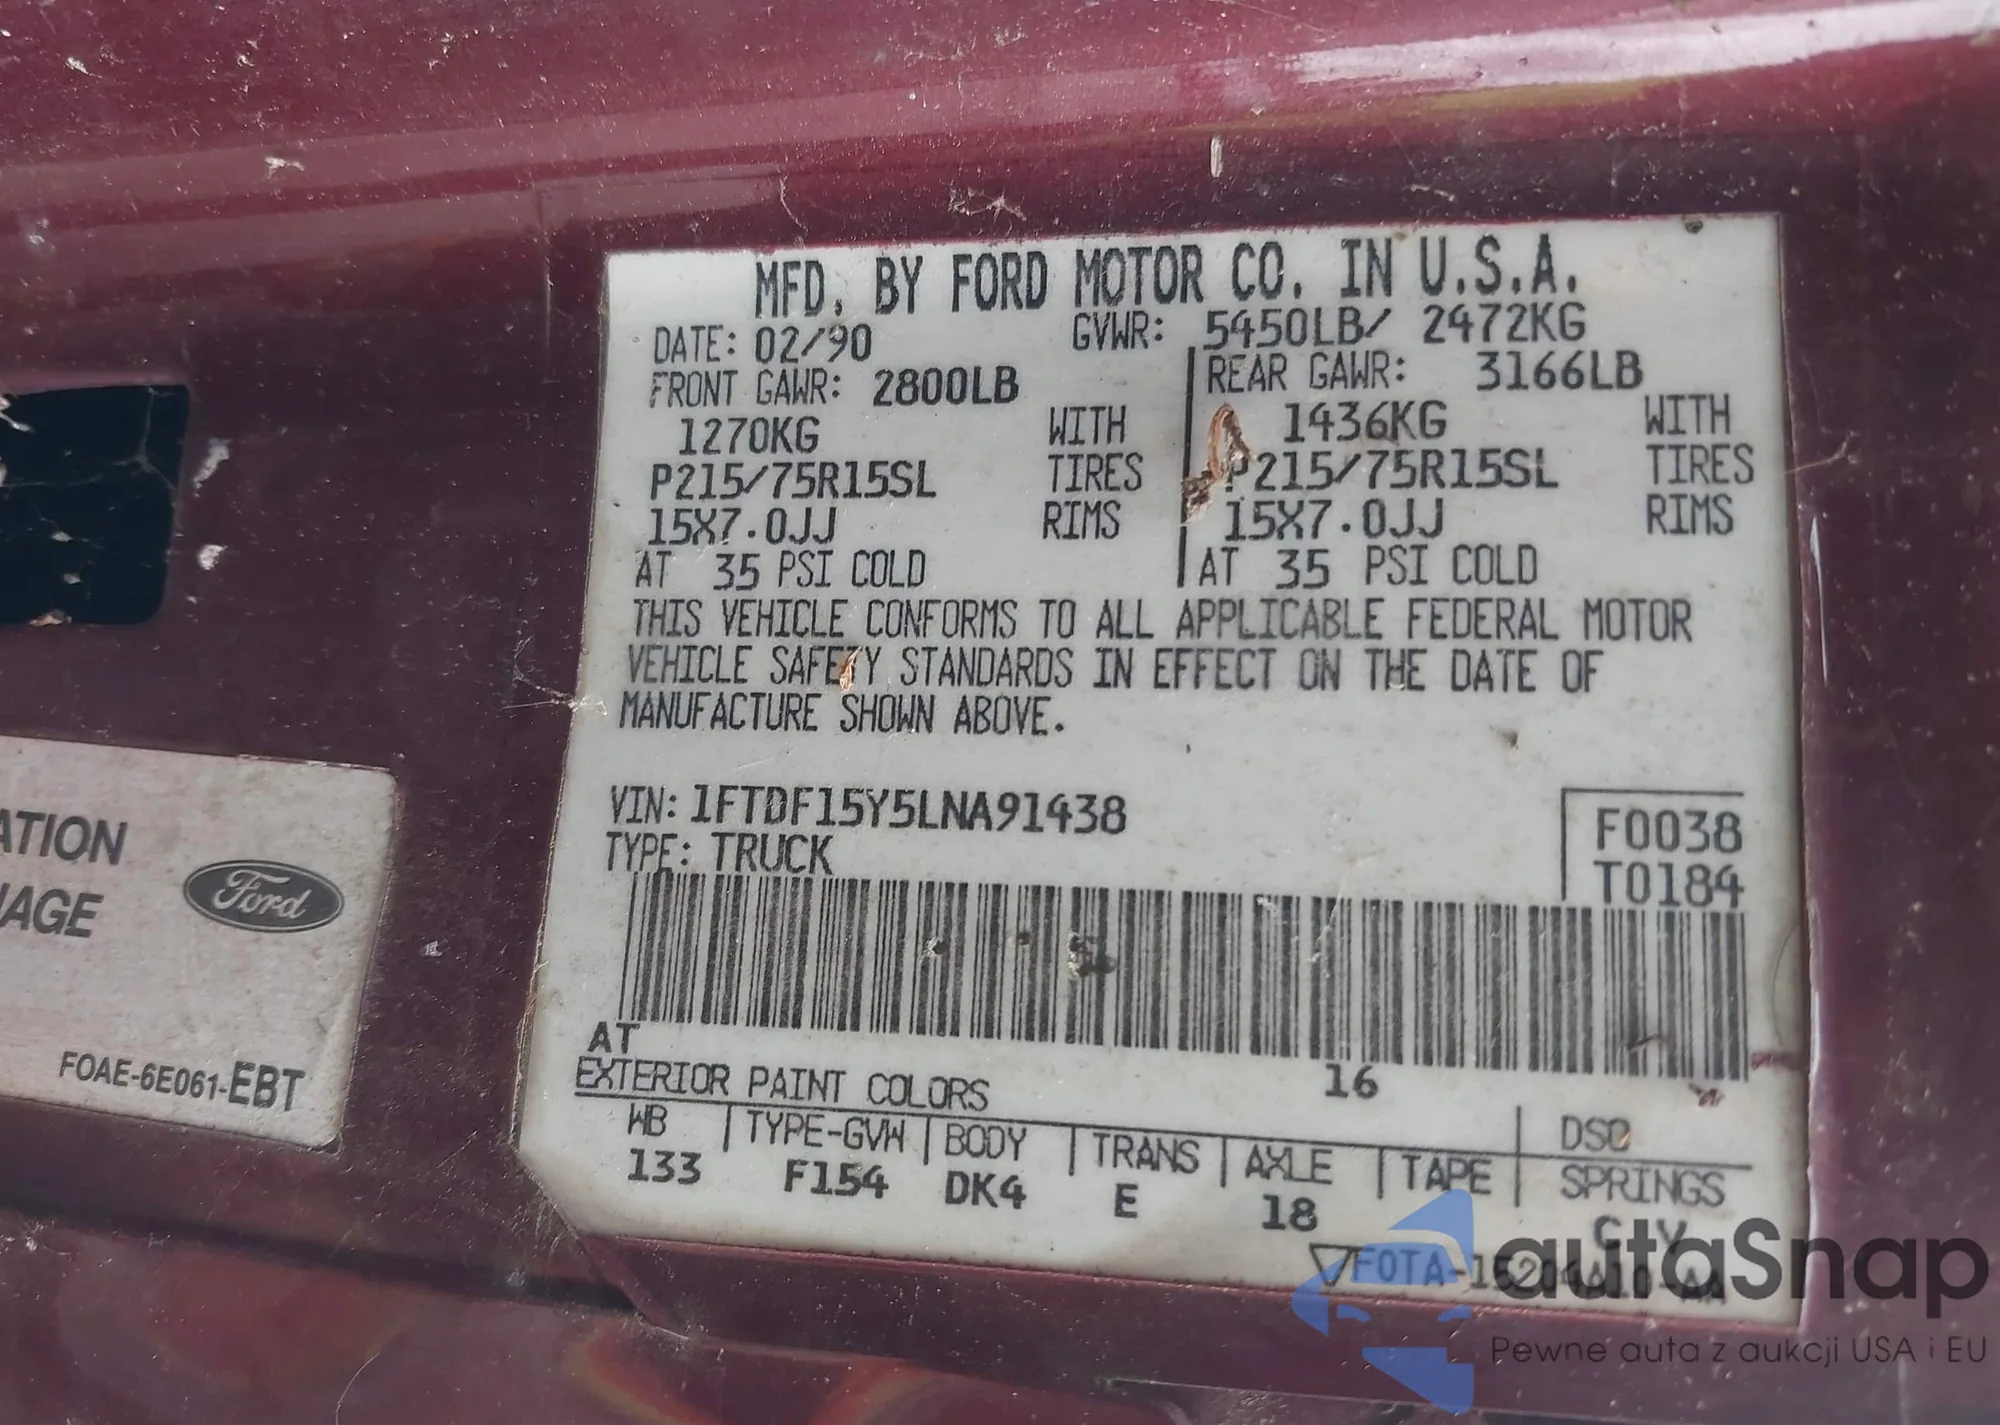 MFD. BY FORD MOTOR CO. IN U.S.A.
DATE: 02/90 GVWR: 5450LB/ 2472KG
FRONT GAWR: 2800LB REAR GAWR: 3166LB
1270KG WITH 1436KG WITH
P215/75R15SL TIRES P215/75R15SL TIRES
15X7.0JJ RIMS 15X7.0JJ RIMS
AT 35 PSI COLD AT 35 PSI COLD
THIS VEHICLE CONFORMS TO ALL APPLICABLE FEDERAL MOTOR
VEHICLE SAFETY STANDARDS IN EFFECT ON THE DATE OF
MANUFACTURE SHOWN ABOVE.
VIN: 1FTDF15Y5LNA91438 F0038
TYPE: TRUCK T0184
AT
EXTERIOR PAINT COLORS 16 DSO
WB TYPE-GVW BODY TRANS AXLE TAPE SPRINGS
133 F154 DK4 E 18 C V
F0TA-15204A10-AA
ATION
Ford
AGE
FOAE-6E061-EBT
autaSnap
Pewne auta z aukcji USA i EU